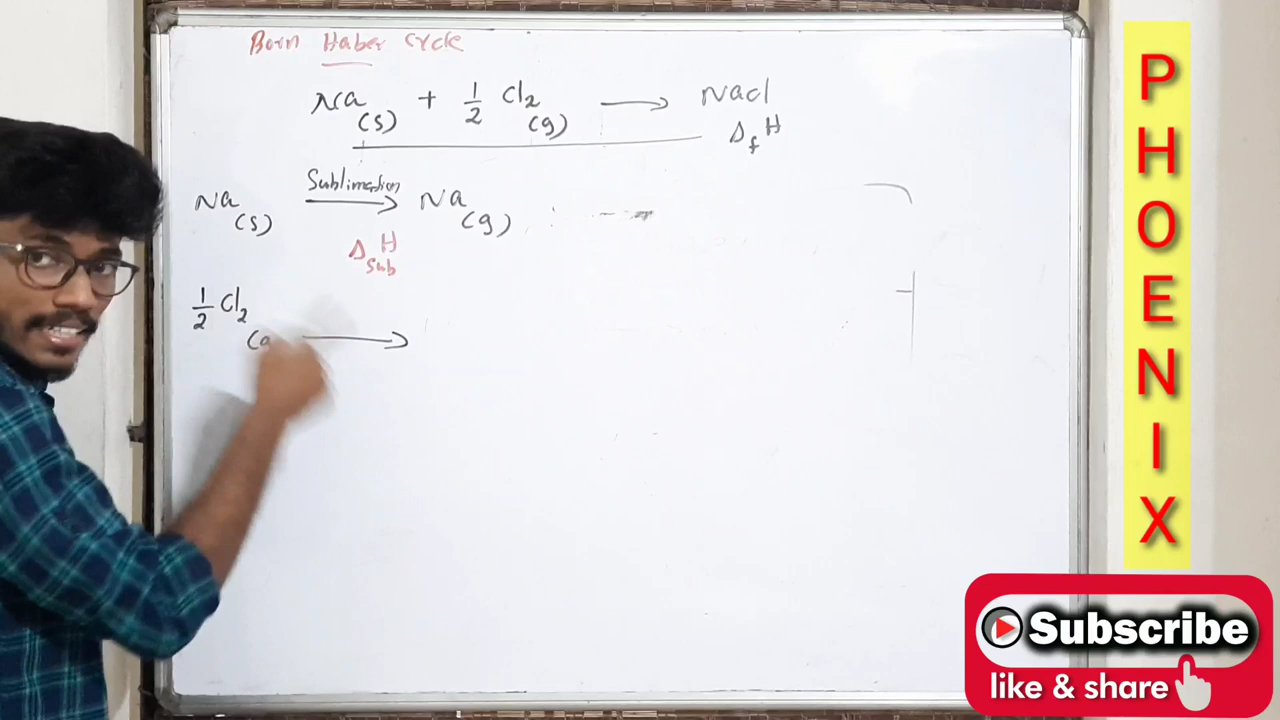 Born Haber Cycle
Na(s) + 1/2 Cl2(g) → NaCl
ΔfH
Na(s) Sublimation → Na(g)
ΔSubH
1/2 Cl2 (g →
PHOENIX
Subscribe
like & share